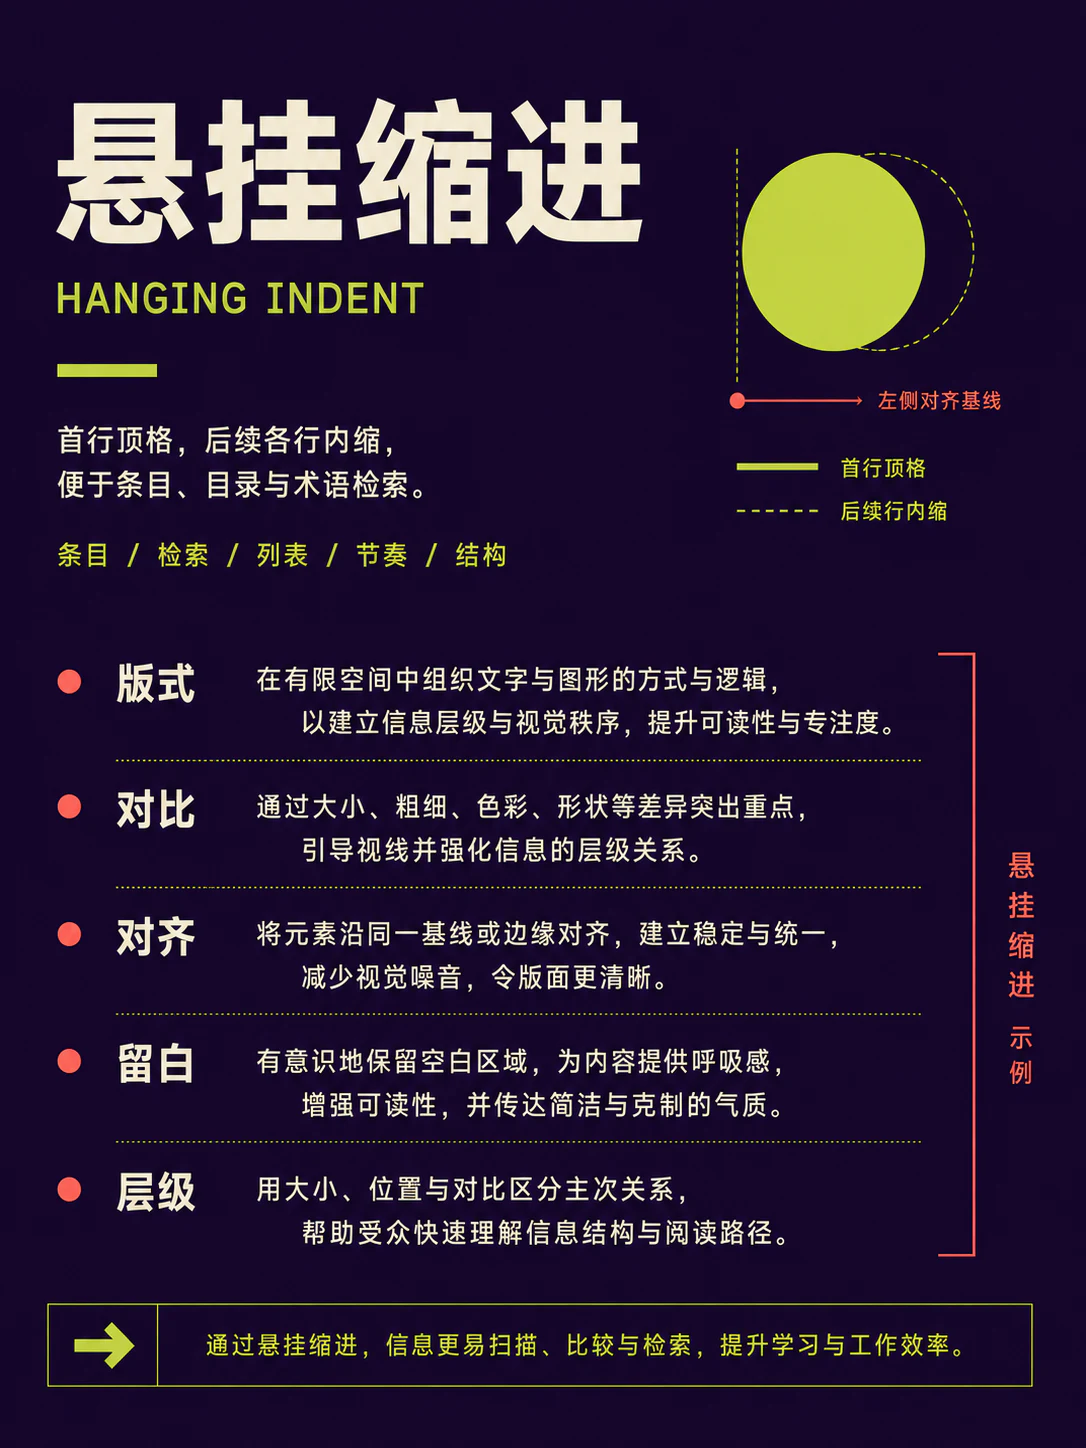 悬挂缩进
HANGING INDENT
首行顶格，后续各行内缩，
便于条目、目录与术语检索。
条目 / 检索 / 列表 / 节奏 / 结构
左侧对齐基线
首行顶格
后续行内缩
版式
在有限空间中组织文字与图形的方式与逻辑，
以建立信息层级与视觉秩序，提升可读性与专注度。
对比
通过大小、粗细、色彩、形状等差异突出重点，
引导视线并强化信息的层级关系。
对齐
将元素沿同一基线或边缘对齐，建立稳定与统一，
减少视觉噪音，令版面更清晰。
留白
有意识地保留空白区域，为内容提供呼吸感，
增强可读性，并传达简洁与克制的气质。
层级
用大小、位置与对比区分主次关系，
帮助受众快速理解信息结构与阅读路径。
悬挂缩进 示例
通过悬挂缩进，信息更易扫描、比较与检索，提升学习与工作效率。